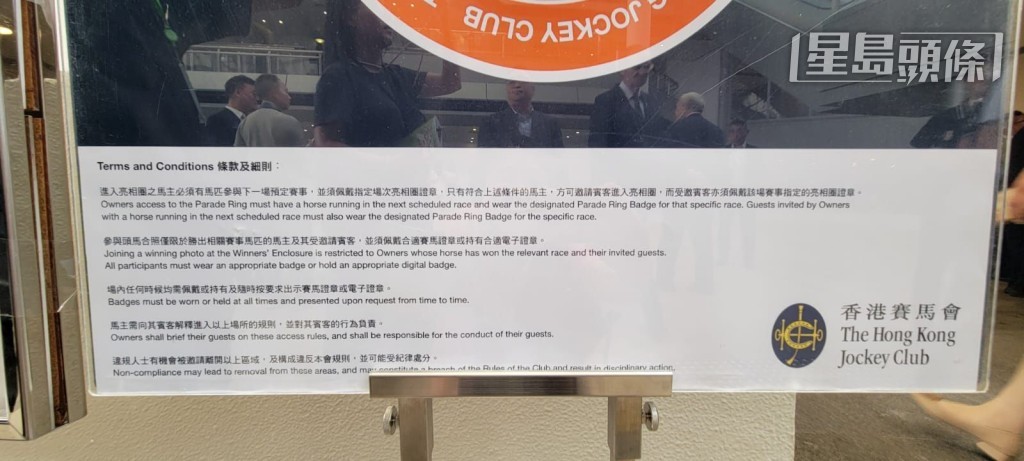 JOCKEY CLUB
星島頭條
Terms and Conditions 條款及細則：
進入亮相圈之馬主必須有馬匹參與下一場預定賽事，並須佩戴指定場次亮相圈證章，只有符合上述條件的馬主，方可邀請賓客進入亮相圈，而受邀賓客亦須佩戴該場賽事指定的亮相圈證章。
Owners access to the Parade Ring must have a horse running in the next scheduled race and wear the designated Parade Ring Badge for that specific race. Guests invited by Owners
with a horse running in the next scheduled race must also wear the designated Parade Ring Badge for the specific race.
參與頭馬合照僅限於勝出相關賽事馬匹的馬主及其受邀請賓客，並須佩戴合適賽馬證章或持有合適電子證章。
Joining a winning photo at the Winners' Enclosure is restricted to Owners whose horse has won the relevant race and their invited guests.
All participants must wear an appropriate badge or hold an appropriate digital badge.
場內任何時候均需佩戴或持有及隨時按要求出示賽馬證章或電子證章。
Badges must be worn or held at all times and presented upon request from time to time.
馬主需向其賓客解釋進入以上場所的規則，並對其賓客的行為負責。
Owners shall brief their guests on these access rules, and shall be responsible for the conduct of their guests.
違規人士有機會被邀請離開以上區域，及構成違反本會規則，並可能受紀律處分。
Non-compliance may lead to removal from these areas, and may constitute a breach of the Rules of the Club and result in disciplinary action.
香港賽馬會
The Hong Kong
Jockey Club